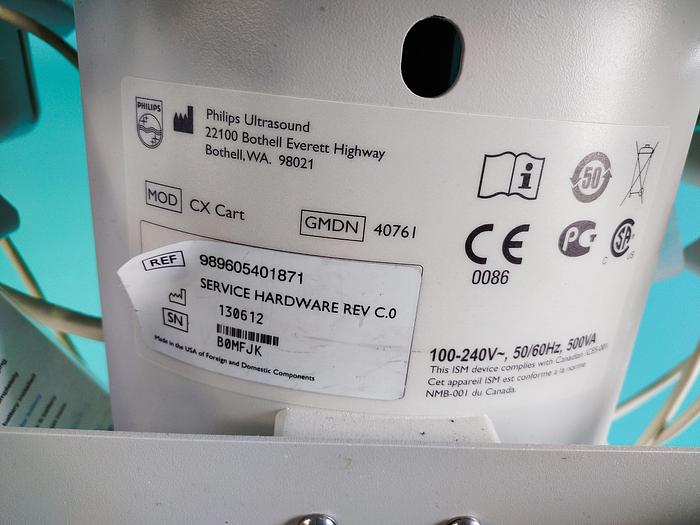 PHILIPS
Philips Ultrasound
22100 Bothell Everett Highway
Bothell, WA. 98021
MOD CX Cart
GMDN 40761
REF 989605401871
SERVICE HARDWARE REV C.0
130612
SN
B0MFJK
Made in the USA of Foreign and Domestic Components
i
50
CE
0086
PG
SA
C US
100-240V~, 50/60Hz, 500VA
This ISM device complies with Canadian ICES-001.
Cet appareil ISM est conforme a la norme
NMB-001 du Canada.